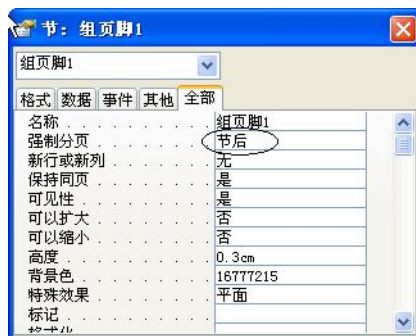 节：组页脚1
组页脚1
格式 数据 事件 其他 全部
名称 . . . . . . . . . . 组页脚1
强制分页 . . . . . . . . 节后
新行或新列 . . . . . . . 无
保持同页 . . . . . . . . 是
可见性 . . . . . . . . . 是
可以扩大 . . . . . . . . 否
可以缩小 . . . . . . . . 否
高度 . . . . . . . . . . 0.3cm
背景色 . . . . . . . . . 16777215
特殊效果 . . . . . . . . 平面
标记 . . . . . . . . . .
格式化 . . . . . . . . .